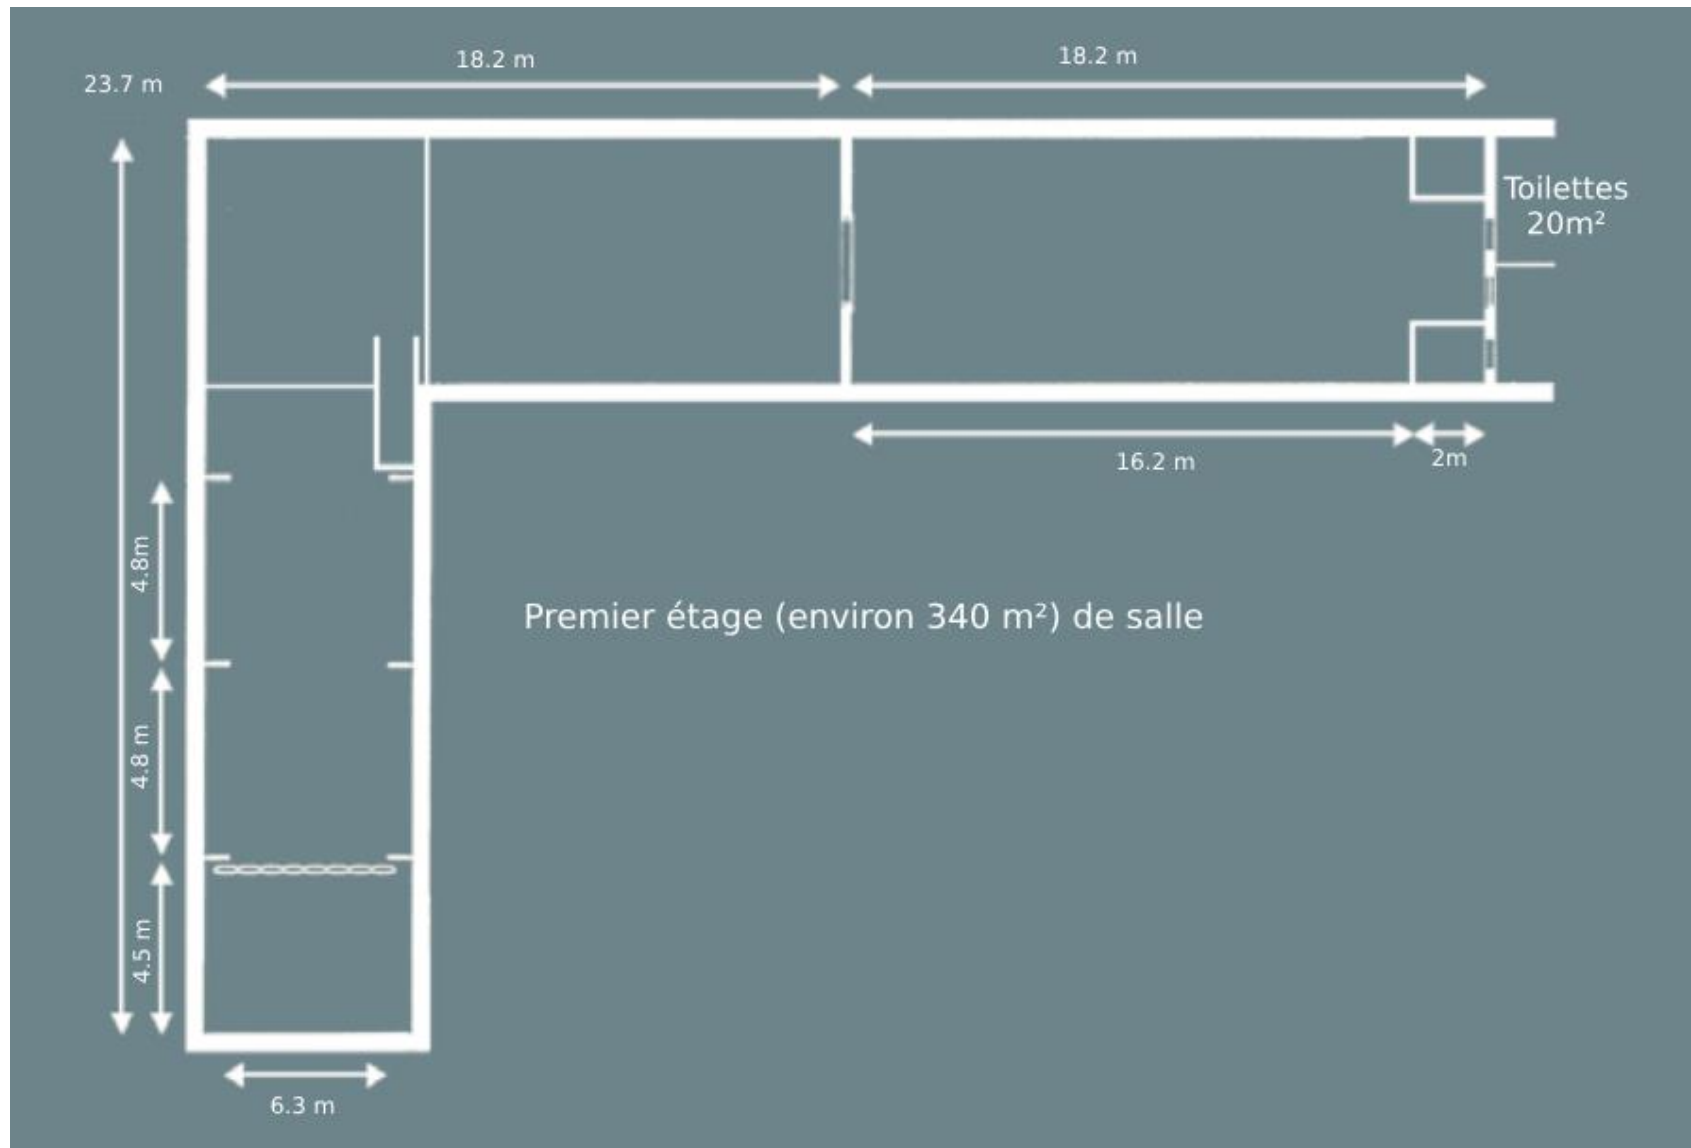 18.2 m
18.2 m
23.7 m
Toilettes
20m²
16.2 m
2m
4.8m
Premier étage (environ 340 m²) de salle
4.8 m
4.5 m
6.3 m